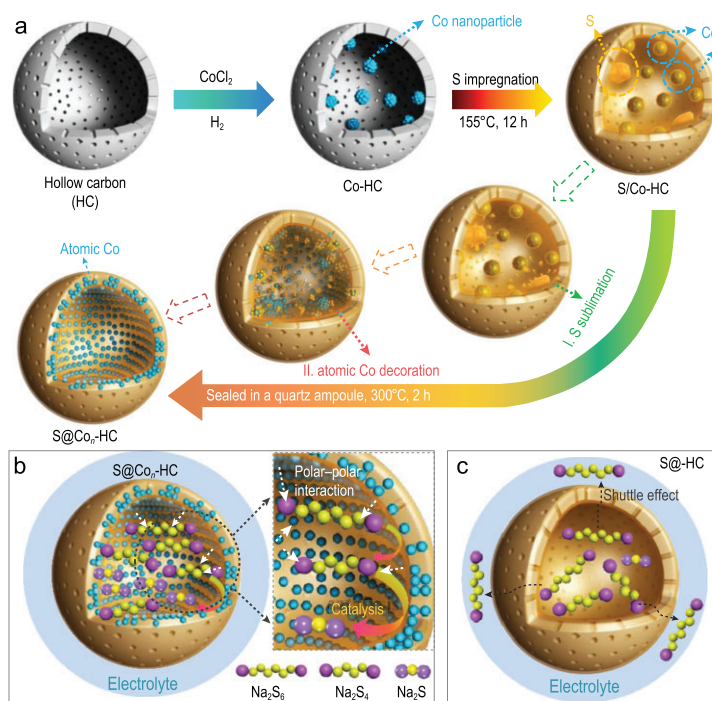 a
Co nanoparticle
S
Co
CoCl2
H2
S impregnation
155°C, 12 h
Hollow carbon
(HC)
Co-HC
S/Co-HC
Atomic Co
I. S sublimation
II. atomic Co decoration
Sealed in a quartz ampoule, 300°C, 2 h
S@Con-HC
b
S@Con-HC
Polar–polar
interaction
Catalysis
Electrolyte
Na2S6
Na2S4
Na2S
c
S@-HC
Shuttle effect
Electrolyte